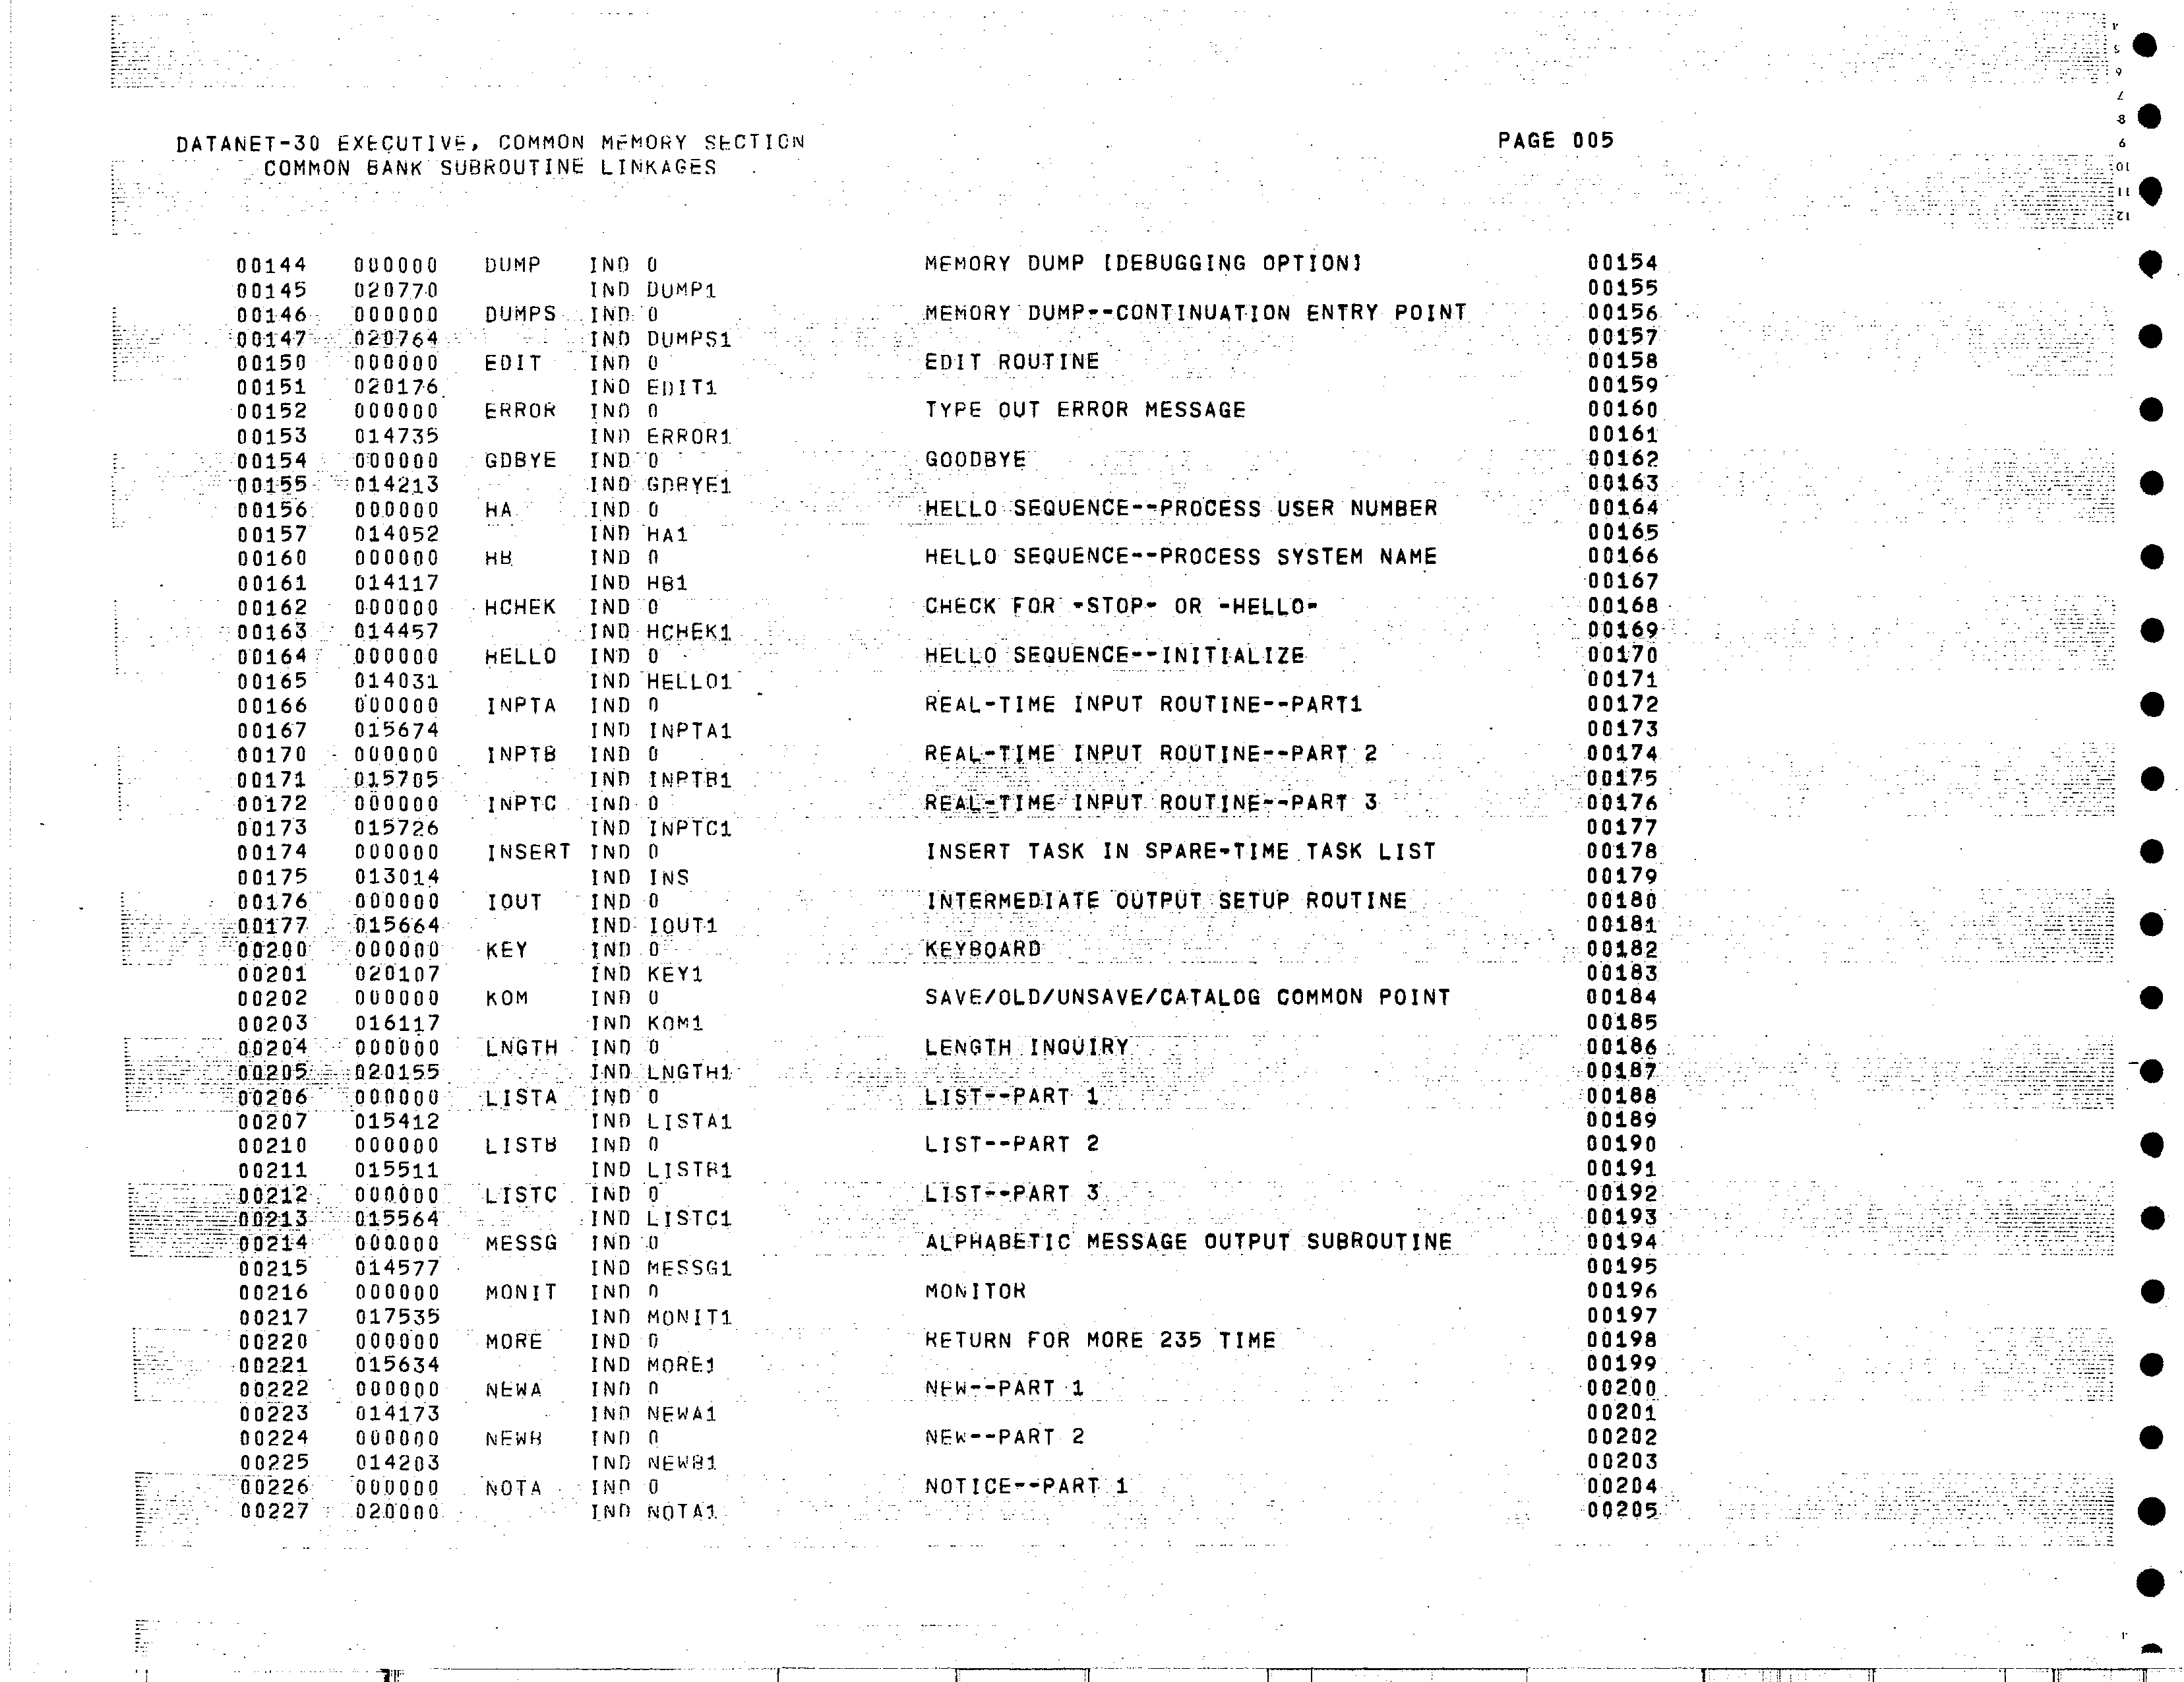 DATANET-30 EXECUTIVE, COMMON MEMORY SECTION PAGE 005
COMMON BANK SUBROUTINE LINKAGES
00144 000000 DUMP IND 0 MEMORY DUMP [DEBUGGING OPTION] 00154
00145 020770 IND DUMP1 00155
00146 000000 DUMPS IND 0 MEMORY DUMP--CONTINUATION ENTRY POINT 00156
00147 020764 IND DUMPS1 00157
00150 000000 EDIT IND 0 EDIT ROUTINE 00158
00151 020176 IND EDIT1 00159
00152 000000 ERROR IND 0 TYPE OUT ERROR MESSAGE 00160
00153 014735 IND ERROR1 00161
00154 000000 GDBYE IND 0 GOODBYE 00162
00155 014213 IND GDBYE1 00163
00156 000000 HA IND 0 HELLO SEQUENCE--PROCESS USER NUMBER 00164
00157 014052 IND HA1 00165
00160 000000 HB IND 0 HELLO SEQUENCE--PROCESS SYSTEM NAME 00166
00161 014117 IND HB1 00167
00162 000000 HCHEK IND 0 CHECK FOR -STOP- OR -HELLO- 00168
00163 014457 IND HCHEK1 00169
00164 000000 HELLO IND 0 HELLO SEQUENCE--INITIALIZE 00170
00165 014031 IND HELLO1 00171
00166 000000 INPTA IND 0 REAL-TIME INPUT ROUTINE--PART1 00172
00167 015674 IND INPTA1 00173
00170 000000 INPTB IND 0 REAL-TIME INPUT ROUTINE--PART 2 00174
00171 015705 IND INPTB1 00175
00172 000000 INPTC IND 0 REAL-TIME INPUT ROUTINE--PART 3 00176
00173 015726 IND INPTC1 00177
00174 000000 INSERT IND 0 INSERT TASK IN SPARE-TIME TASK LIST 00178
00175 013014 IND INS 00179
00176 000000 IOUT IND 0 INTERMEDIATE OUTPUT SETUP ROUTINE 00180
00177 015664 IND IOUT1 00181
00200 000000 KEY IND 0 KEYBOARD 00182
00201 020107 IND KEY1 00183
00202 000000 KOM IND 0 SAVE/OLD/UNSAVE/CATALOG COMMON POINT 00184
00203 016117 IND KOM1 00185
00204 000000 LNGTH IND 0 LENGTH INQUIRY 00186
00205 020155 IND LNGTH1 00187
00206 000000 LISTA IND 0 LIST--PART 1 00188
00207 015412 IND LISTA1 00189
00210 000000 LISTB IND 0 LIST--PART 2 00190
00211 015511 IND LISTB1 00191
00212 000000 LISTC IND 0 LIST--PART 3 00192
00213 015564 IND LISTC1 00193
00214 000000 MESSG IND 0 ALPHABETIC MESSAGE OUTPUT SUBROUTINE 00194
00215 014577 IND MESSG1 00195
00216 000000 MONIT IND 0 MONITOR 00196
00217 017535 IND MONIT1 00197
00220 000000 MORE IND 0 RETURN FOR MORE 235 TIME 00198
00221 015634 IND MORE1 00199
00222 000000 NEWA IND 0 NEW--PART 1 00200
00223 014173 IND NEWA1 00201
00224 000000 NEWB IND 0 NEW--PART 2 00202
00225 014203 IND NEWB1 00203
00226 000000 NOTA IND 0 NOTICE--PART 1 00204
00227 020000 IND NOTA1 00205
5
6
7
8
9
10
11
12